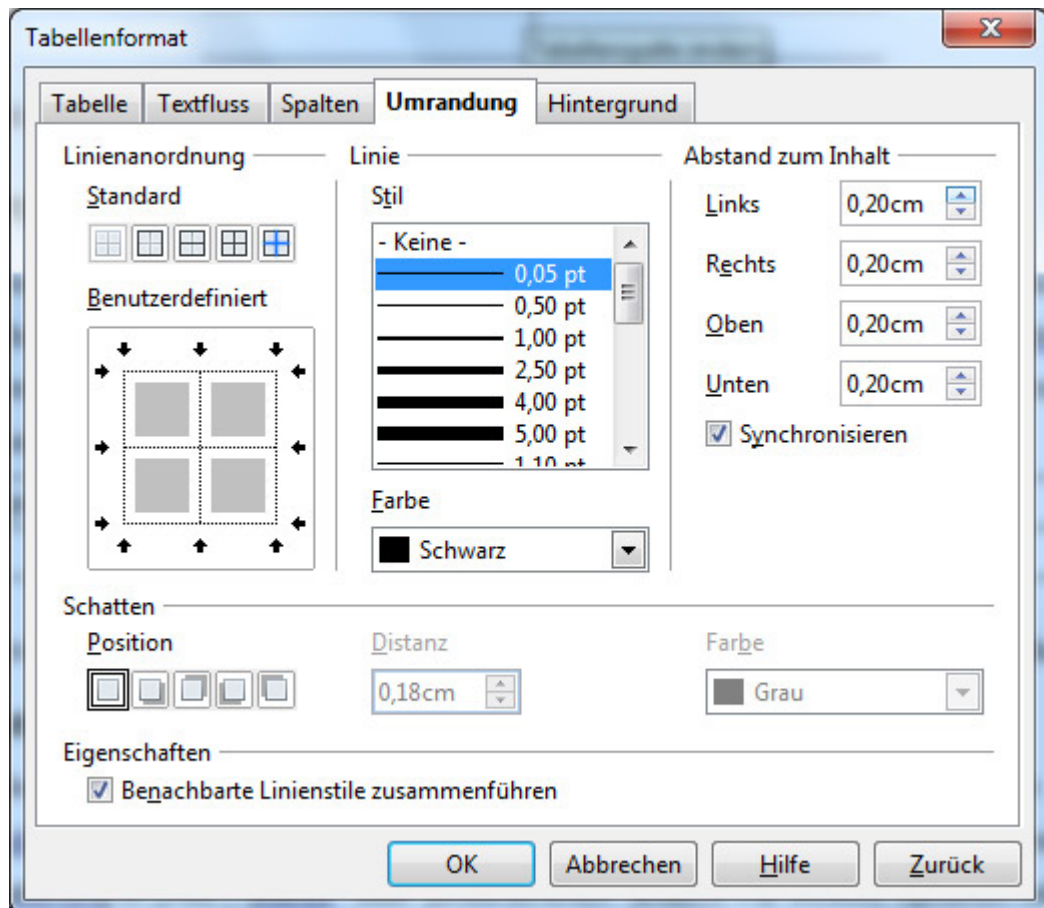 Tabellenformat
Tabelle Textfluss Spalten Umrandung Hintergrund
Linienanordnung Linie Abstand zum Inhalt
Standard Stil Links 0,20cm
- Keine -
0,05 pt Rechts 0,20cm
Benutzerdefiniert 0,50 pt
1,00 pt Oben 0,20cm
2,50 pt
4,00 pt Unten 0,20cm
5,00 pt Synchronisieren
1,10 pt
Farbe
Schwarz
Schatten
Position Distanz Farbe
0,18cm Grau
Eigenschaften
Benachbarte Linienstile zusammenführen
OK Abbrechen Hilfe Zurück